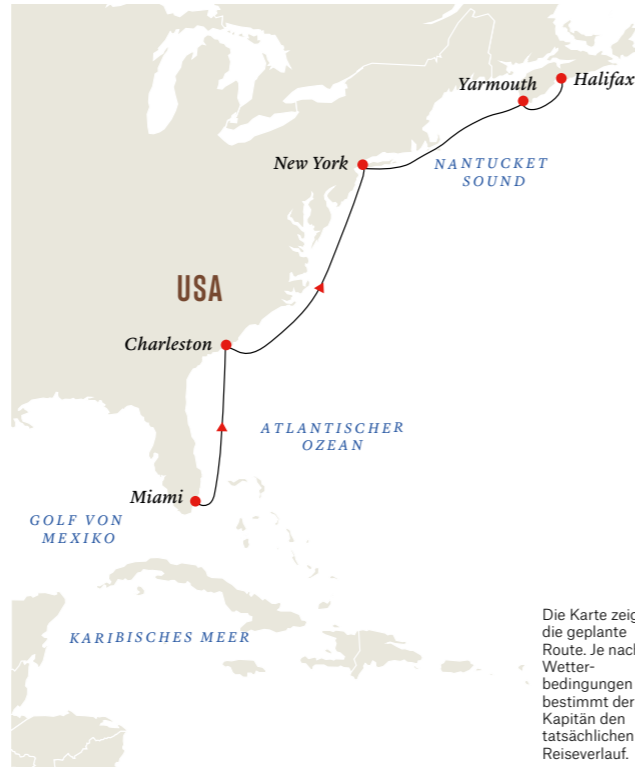 Yarmouth
Halifax
New York
NANTUCKET
SOUND
USA
Charleston
ATLANTISCHER
OZEAN
Miami
GOLF VON
MEXIKO
KARIBISCHES MEER
Die Karte zeig
die geplante
Route. Je nach
Wetter-
bedingungen
bestimmt der
Kapitän den
tatsächlichen
Reiseverlauf.